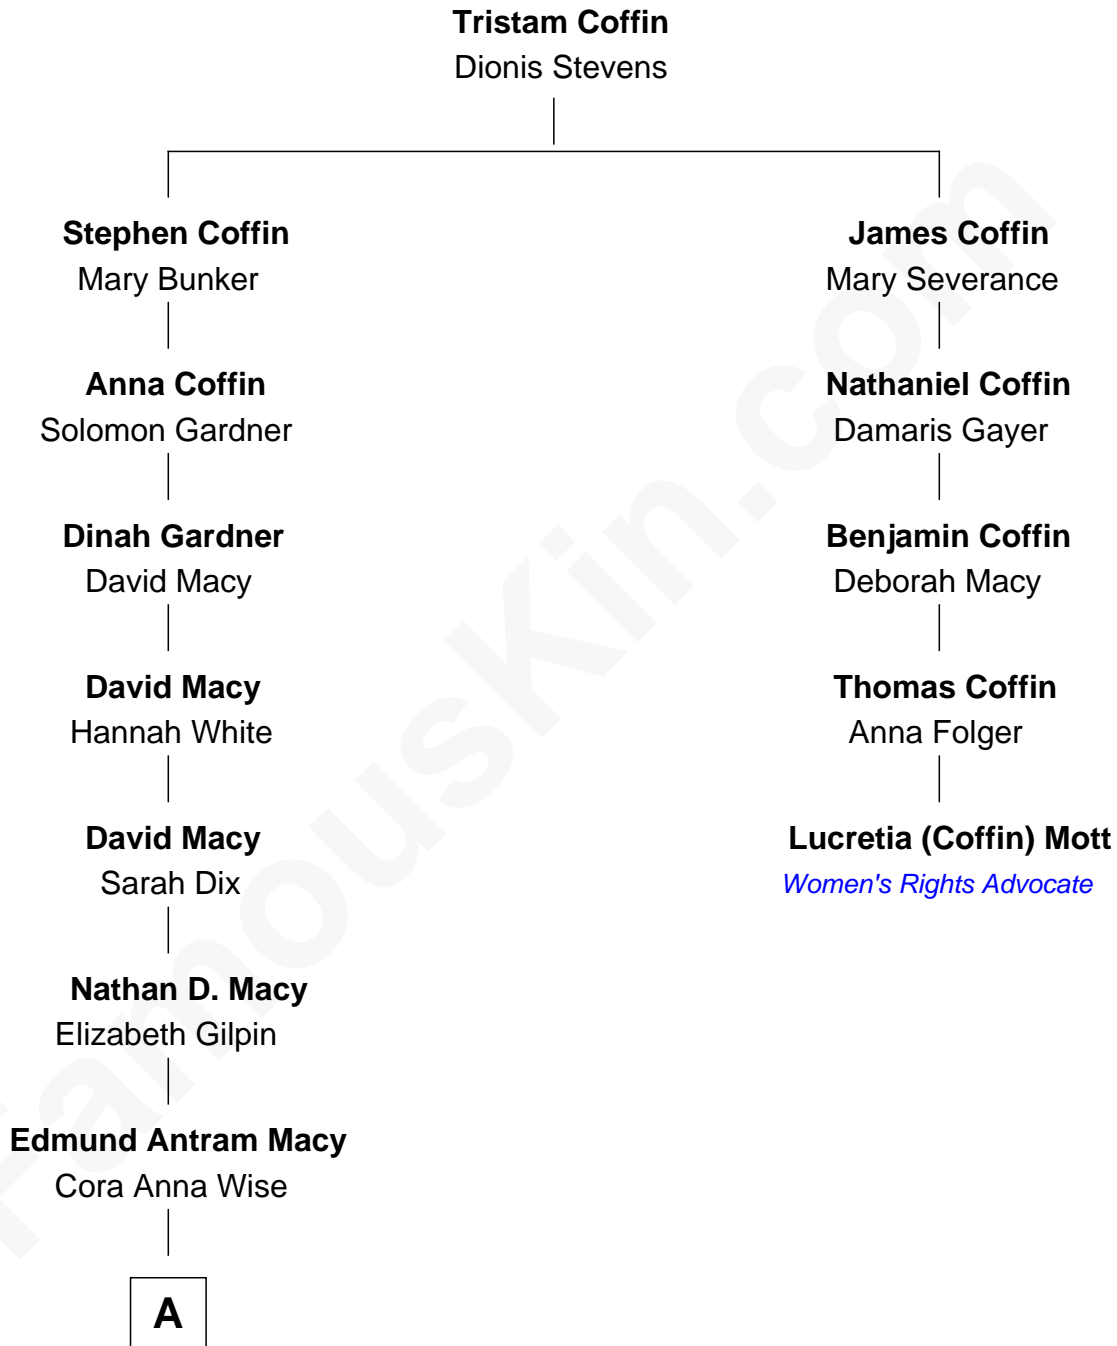 Tristam Coffin
Dionis Stevens
Stephen Coffin
Mary Bunker
James Coffin
Mary Severance
Anna Coffin
Solomon Gardner
Nathaniel Coffin
Damaris Gayer
Dinah Gardner
David Macy
Benjamin Coffin
Deborah Macy
David Macy
Hannah White
Thomas Coffin
Anna Folger
David Macy
Sarah Dix
Lucretia (Coffin) Mott
Women's Rights Advocate
Nathan D. Macy
Elizabeth Gilpin
Edmund Antram Macy
Cora Anna Wise
A
FamousKin.com